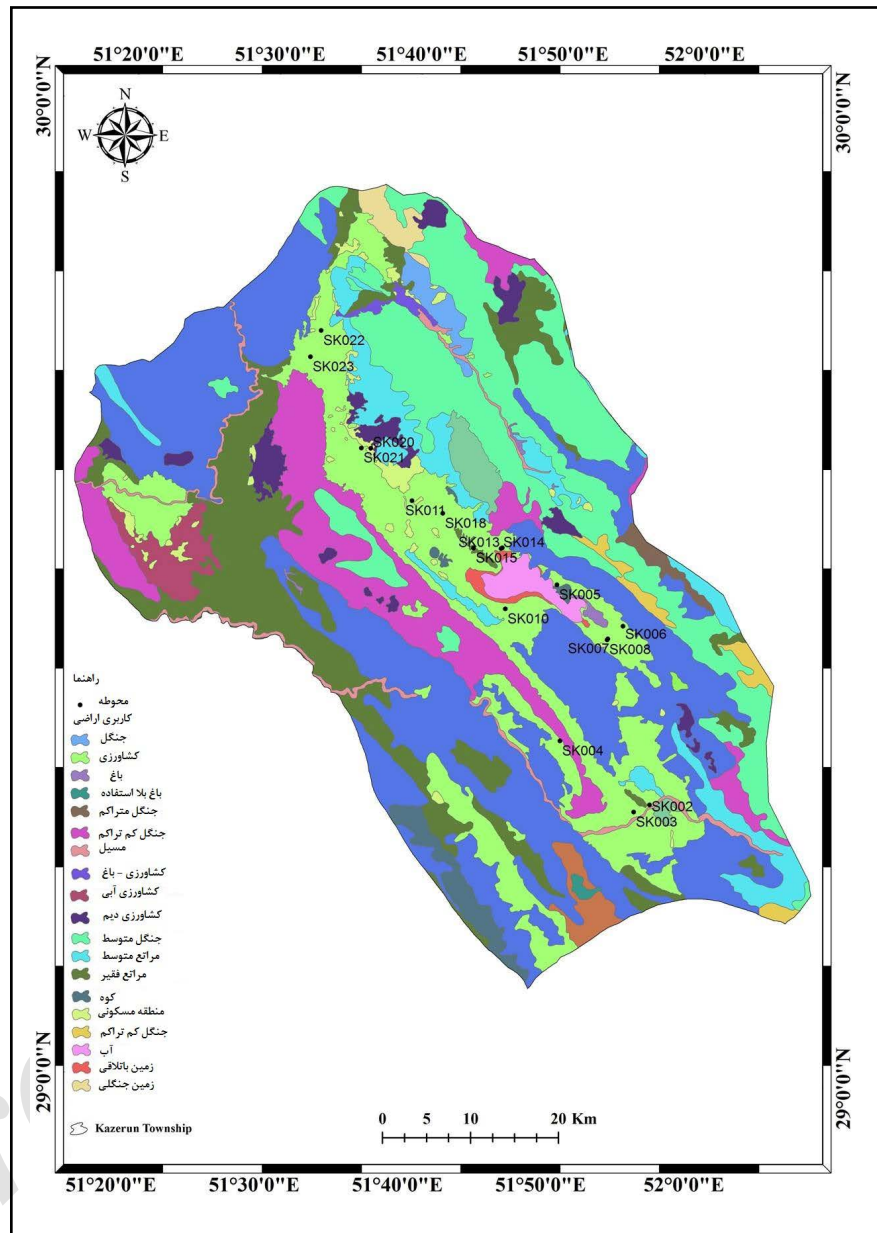 51°20'0"E 51°30'0"E 51°40'0"E 51°50'0"E 52°0'0"E
30°0'0"N
30°0'0"N
N
W E
S
SK022
SK023
SK020
SK021
SK011
SK018
SK013 SK014
SK015
SK005
SK010
SK006
SK007 SK008
SK004
SK002
SK003
راهنما
محوطه
کاربری اراضی
جنگل
کشاورزی
باغ
باغ بلا استفاده
جنگل متراکم
جنگل کم تراکم
مسیل
کشاورزی - باغ
کشاورزی آبی
کشاورزی دیم
جنگل متوسط
مراتع متوسط
مراتع فقیر
کوه
منطقه مسکونی
جنگل کم تراکم
آب
زمین باتلاقی
زمین جنگلی
Kazerun Township
0 5 10 20 Km
29°0'0"N
29°0'0"N
51°20'0"E 51°30'0"E 51°40'0"E 51°50'0"E 52°0'0"E